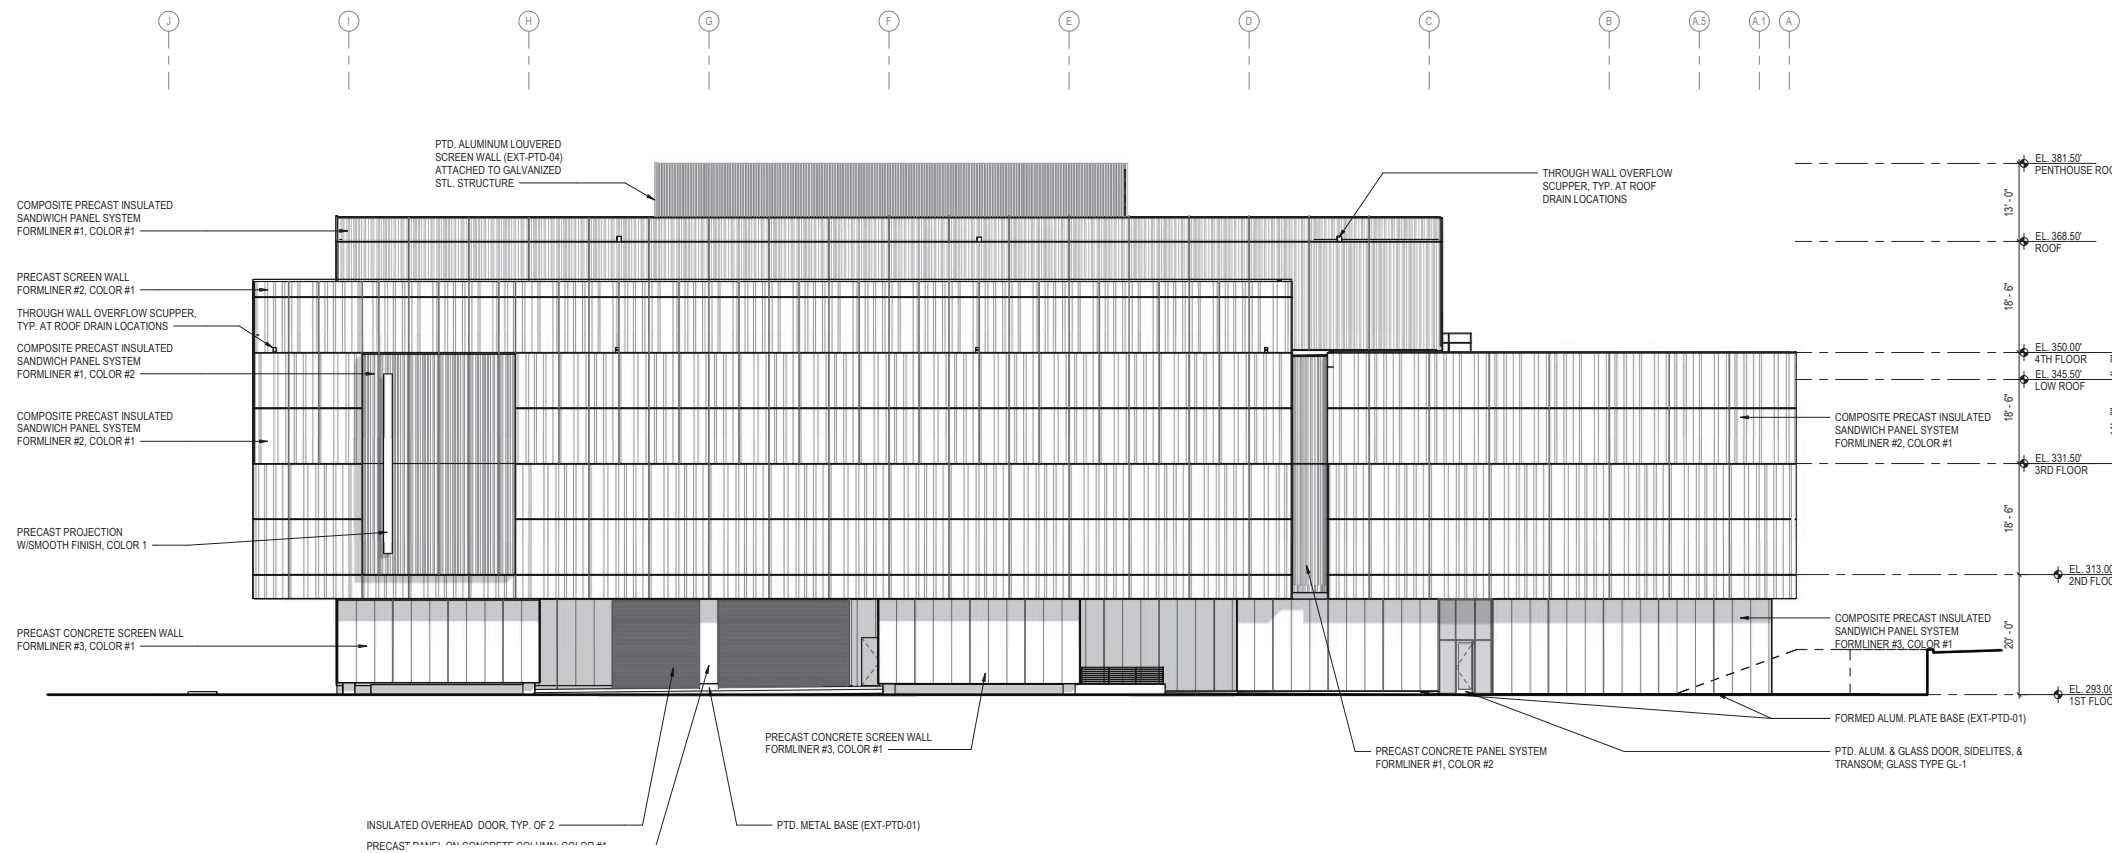 J I H G F E D C B A.5 A.1 A
PTD. ALUMINUM LOUVERED
SCREEN WALL (EXT-PTD-04)
ATTACHED TO GALVANIZED
STL. STRUCTURE
THROUGH WALL OVERFLOW
SCUPPER, TYP. AT ROOF
DRAIN LOCATIONS
COMPOSITE PRECAST INSULATED
SANDWICH PANEL SYSTEM
FORMLINER #1, COLOR #1
PRECAST SCREEN WALL
FORMLINER #2, COLOR #1
THROUGH WALL OVERFLOW SCUPPER,
TYP. AT ROOF DRAIN LOCATIONS
COMPOSITE PRECAST INSULATED
SANDWICH PANEL SYSTEM
FORMLINER #1, COLOR #2
COMPOSITE PRECAST INSULATED
SANDWICH PANEL SYSTEM
FORMLINER #2, COLOR #1
PRECAST PROJECTION
W/SMOOTH FINISH, COLOR 1
PRECAST CONCRETE SCREEN WALL
FORMLINER #3, COLOR #1
EL. 381.50'
PENTHOUSE ROO
13' - 0"
EL. 368.50'
ROOF
18' - 6"
EL. 350.00'
4TH FLOOR
EL. 345.50'
LOW ROOF
18' - 6"
COMPOSITE PRECAST INSULATED
SANDWICH PANEL SYSTEM
FORMLINER #2, COLOR #1
EL. 331.50'
3RD FLOOR
18' - 6"
EL. 313.00
2ND FLOO
COMPOSITE PRECAST INSULATED
SANDWICH PANEL SYSTEM
FORMLINER #3, COLOR #1
20' - 0"
EL. 293.00
1ST FLOO
FORMED ALUM. PLATE BASE (EXT-PTD-01)
PTD. ALUM. & GLASS DOOR, SIDELITES, &
TRANSOM; GLASS TYPE GL-1
PRECAST CONCRETE SCREEN WALL
FORMLINER #3, COLOR #1
PRECAST CONCRETE PANEL SYSTEM
FORMLINER #1, COLOR #2
INSULATED OVERHEAD DOOR, TYP. OF 2
PTD. METAL BASE (EXT-PTD-01)
PRECAST PANEL ON CONCRETE COLUMN; COLOR #1